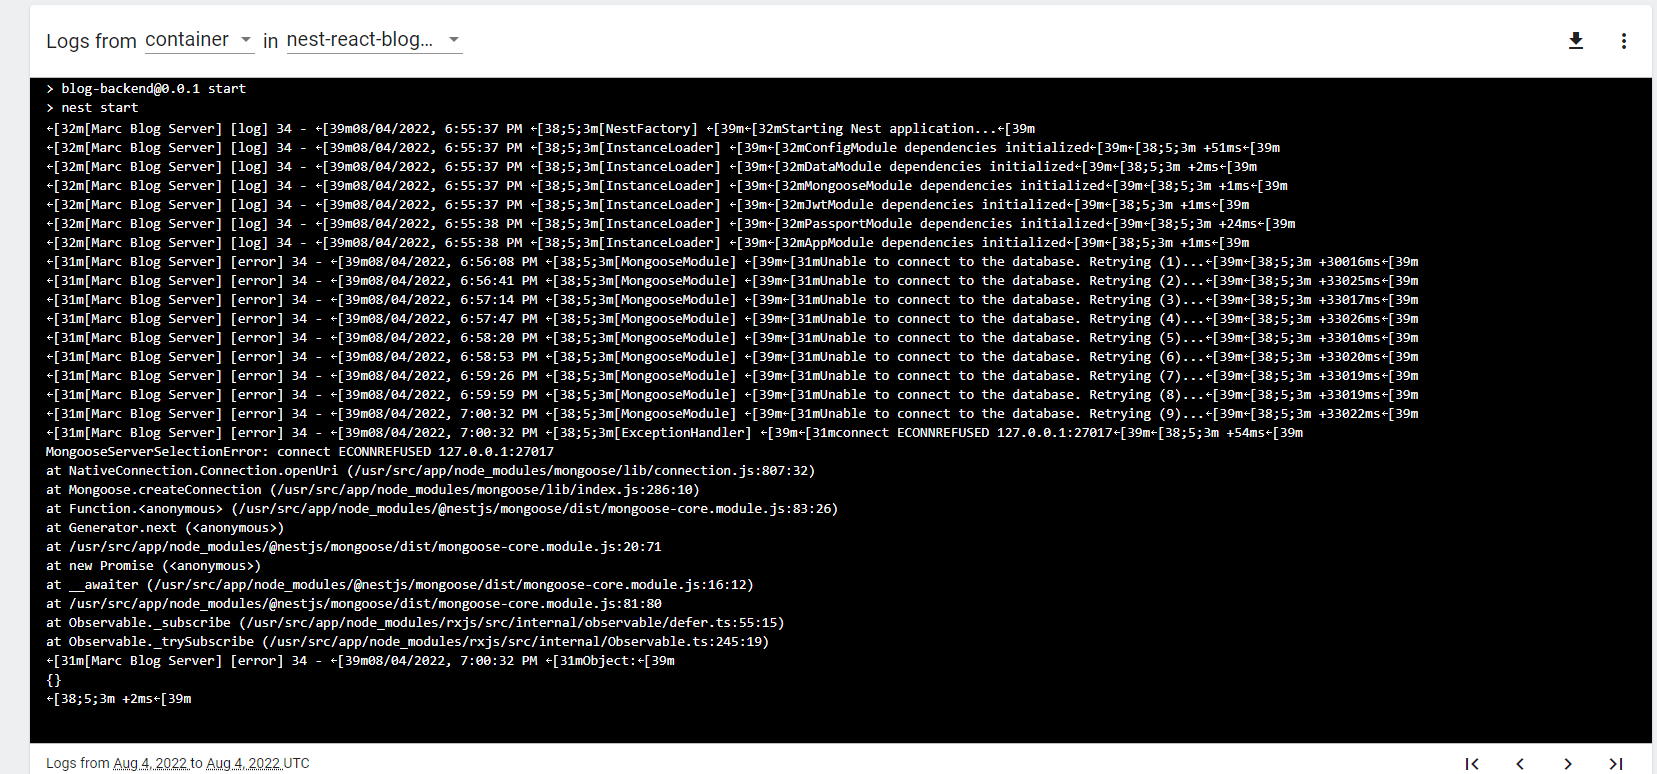 Logs from container in nest-react-blog...
> blog-backend@0.0.1 start
> nest start
←[32m[Marc Blog Server] [log] 34 - ←[39m08/04/2022, 6:55:37 PM ←[38;5;3m[NestFactory] ←[39m←[32mStarting Nest application...←[39m
←[32m[Marc Blog Server] [log] 34 - ←[39m08/04/2022, 6:55:37 PM ←[38;5;3m[InstanceLoader] ←[39m←[32mConfigModule dependencies initialized←[39m←[38;5;3m +51ms←[39m
←[32m[Marc Blog Server] [log] 34 - ←[39m08/04/2022, 6:55:37 PM ←[38;5;3m[InstanceLoader] ←[39m←[32mDataModule dependencies initialized←[39m←[38;5;3m +2ms←[39m
←[32m[Marc Blog Server] [log] 34 - ←[39m08/04/2022, 6:55:37 PM ←[38;5;3m[InstanceLoader] ←[39m←[32mMongooseModule dependencies initialized←[39m←[38;5;3m +1ms←[39m
←[32m[Marc Blog Server] [log] 34 - ←[39m08/04/2022, 6:55:37 PM ←[38;5;3m[InstanceLoader] ←[39m←[32mJwtModule dependencies initialized←[39m←[38;5;3m +1ms←[39m
←[32m[Marc Blog Server] [log] 34 - ←[39m08/04/2022, 6:55:38 PM ←[38;5;3m[InstanceLoader] ←[39m←[32mPassportModule dependencies initialized←[39m←[38;5;3m +24ms←[39m
←[32m[Marc Blog Server] [log] 34 - ←[39m08/04/2022, 6:55:38 PM ←[38;5;3m[InstanceLoader] ←[39m←[32mAppModule dependencies initialized←[39m←[38;5;3m +1ms←[39m
←[31m[Marc Blog Server] [error] 34 - ←[39m08/04/2022, 6:56:08 PM ←[38;5;3m[MongooseModule] ←[39m←[31mUnable to connect to the database. Retrying (1)...←[39m←[38;5;3m +30016ms←[39m
←[31m[Marc Blog Server] [error] 34 - ←[39m08/04/2022, 6:56:41 PM ←[38;5;3m[MongooseModule] ←[39m←[31mUnable to connect to the database. Retrying (2)...←[39m←[38;5;3m +33025ms←[39m
←[31m[Marc Blog Server] [error] 34 - ←[39m08/04/2022, 6:57:14 PM ←[38;5;3m[MongooseModule] ←[39m←[31mUnable to connect to the database. Retrying (3)...←[39m←[38;5;3m +33017ms←[39m
←[31m[Marc Blog Server] [error] 34 - ←[39m08/04/2022, 6:57:47 PM ←[38;5;3m[MongooseModule] ←[39m←[31mUnable to connect to the database. Retrying (4)...←[39m←[38;5;3m +33026ms←[39m
←[31m[Marc Blog Server] [error] 34 - ←[39m08/04/2022, 6:58:20 PM ←[38;5;3m[MongooseModule] ←[39m←[31mUnable to connect to the database. Retrying (5)...←[39m←[38;5;3m +33010ms←[39m
←[31m[Marc Blog Server] [error] 34 - ←[39m08/04/2022, 6:58:53 PM ←[38;5;3m[MongooseModule] ←[39m←[31mUnable to connect to the database. Retrying (6)...←[39m←[38;5;3m +33020ms←[39m
←[31m[Marc Blog Server] [error] 34 - ←[39m08/04/2022, 6:59:26 PM ←[38;5;3m[MongooseModule] ←[39m←[31mUnable to connect to the database. Retrying (7)...←[39m←[38;5;3m +33019ms←[39m
←[31m[Marc Blog Server] [error] 34 - ←[39m08/04/2022, 6:59:59 PM ←[38;5;3m[MongooseModule] ←[39m←[31mUnable to connect to the database. Retrying (8)...←[39m←[38;5;3m +33019ms←[39m
←[31m[Marc Blog Server] [error] 34 - ←[39m08/04/2022, 7:00:32 PM ←[38;5;3m[MongooseModule] ←[39m←[31mUnable to connect to the database. Retrying (9)...←[39m←[38;5;3m +33022ms←[39m
←[31m[Marc Blog Server] [error] 34 - ←[39m08/04/2022, 7:00:32 PM ←[38;5;3m[ExceptionHandler] ←[39m←[31mconnect ECONNREFUSED 127.0.0.1:27017←[39m←[38;5;3m +54ms←[39m
MongooseServerSelectionError: connect ECONNREFUSED 127.0.0.1:27017
at NativeConnection.Connection.openUri (/usr/src/app/node_modules/mongoose/lib/connection.js:807:32)
at Mongoose.createConnection (/usr/src/app/node_modules/mongoose/lib/index.js:286:10)
at Function.<anonymous> (/usr/src/app/node_modules/@nestjs/mongoose/dist/mongoose-core.module.js:83:26)
at Generator.next (<anonymous>)
at /usr/src/app/node_modules/@nestjs/mongoose/dist/mongoose-core.module.js:20:71
at new Promise (<anonymous>)
at __awaiter (/usr/src/app/node_modules/@nestjs/mongoose/dist/mongoose-core.module.js:16:12)
at /usr/src/app/node_modules/@nestjs/mongoose/dist/mongoose-core.module.js:81:80
at Observable._subscribe (/usr/src/app/node_modules/rxjs/src/internal/observable/defer.ts:55:15)
at Observable._trySubscribe (/usr/src/app/node_modules/rxjs/src/internal/Observable.ts:245:19)
←[31m[Marc Blog Server] [error] 34 - ←[39m08/04/2022, 7:00:32 PM ←[31mObject:←[39m
{}
←[38;5;3m +2ms←[39m
Logs from Aug 4, 2022 to Aug 4, 2022 UTC